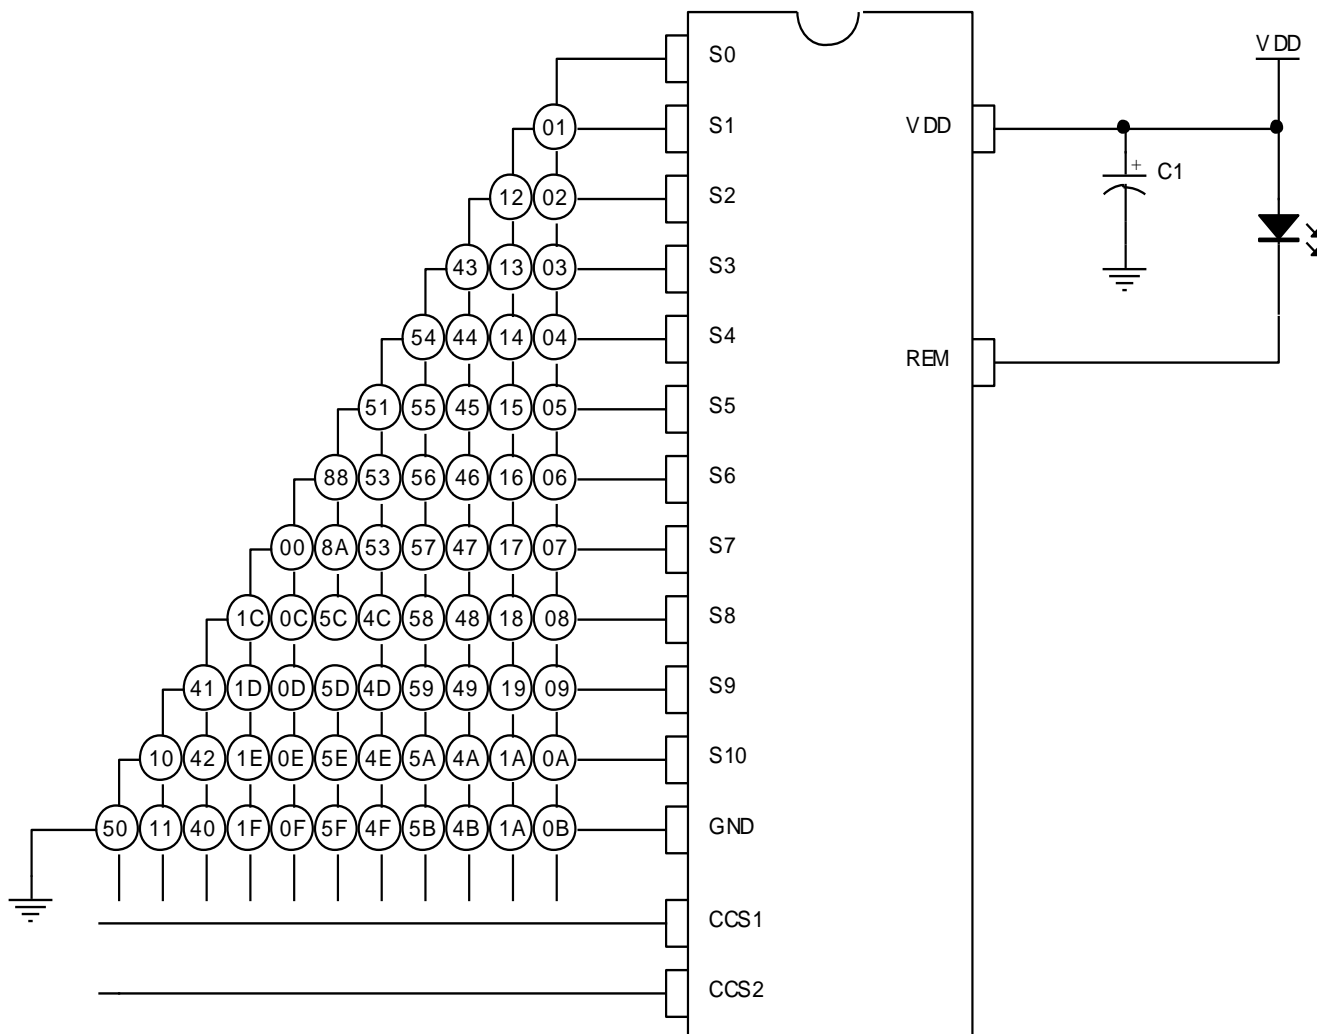 S0
VDD
01 S1 VDD
+ C1
12 02 S2
43 13 03 S3
54 44 14 04 S4 REM
51 55 45 15 05 S5
88 53 56 46 16 06 S6
00 8A 53 57 47 17 07 S7
1C 0C 5C 4C 58 48 18 08 S8
41 1D 0D 5D 4D 59 49 19 09 S9
10 42 1E 0E 5E 4E 5A 4A 1A 0A S10
50 11 40 1F 0F 5F 4F 5B 4B 1A 0B GND
CCS1
CCS2